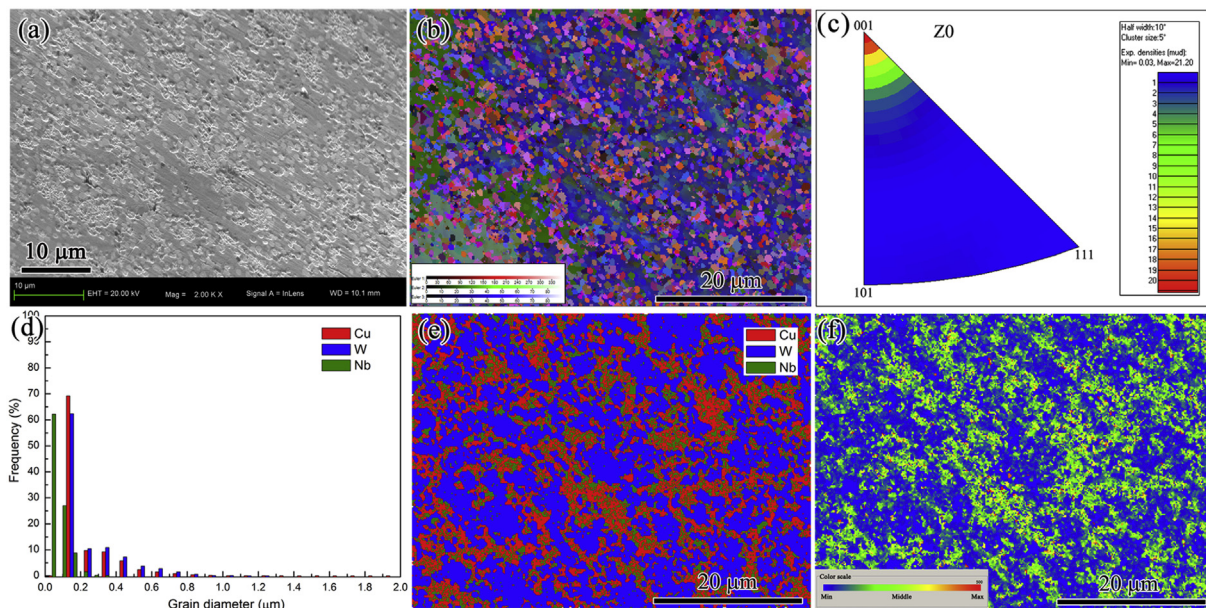 (a)
10 μm
10 μm
EHT = 20.00 kV
Mag = 2.00 K X
Signal A = InLens
WD = 10.1 mm
(b)
20 μm
(c)
Z0
001
101
111
Half width:10°
Cluster size:5°
Exp. densities (mud):
Min= 0.03, Max=21.20
1
2
3
4
5
6
7
8
9
10
11
12
13
14
15
16
17
18
19
20
(d)
Cu
W
Nb
Frequency (%)
100
90
80
70
60
50
40
30
20
10
0
0.0 0.2 0.4 0.6 0.8 1.0 1.2 1.4 1.6 1.8 2.0
Grain diameter (μm)
(e)
Cu
W
Nb
20 μm
(f)
Color scale
Min Middle Max
20 μm